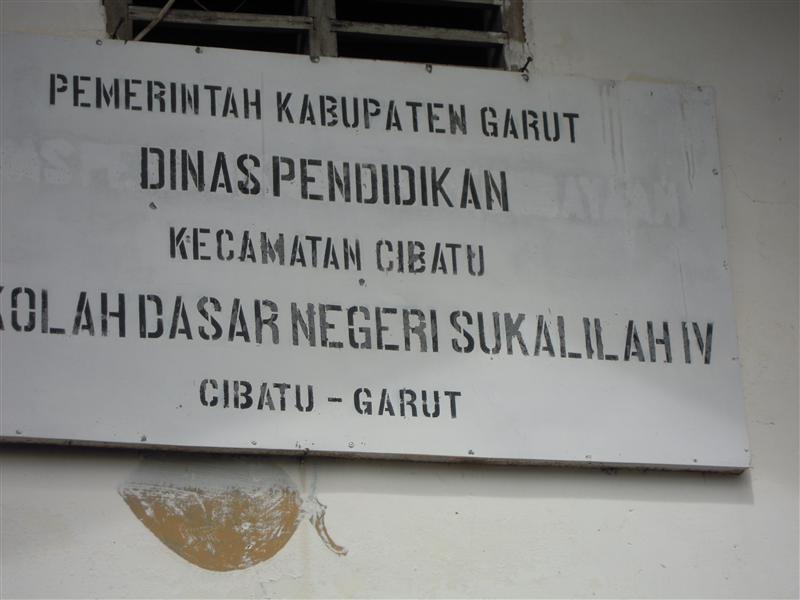 PEMERINTAH KABUPATEN GARUT
DINAS PENDIDIKAN
KECAMATAN CIBATU
KOLAH DASAR NEGERI SUKALILAH IV
CIBATU - GARUT